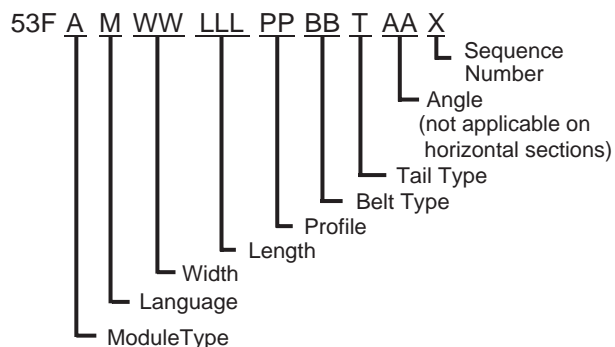 53F A M WW LLL PP BB T AA X
Sequence
Number
Angle
(not applicable on
horizontal sections)
Tail Type
Belt Type
Profile
Length
Width
Language
ModuleType